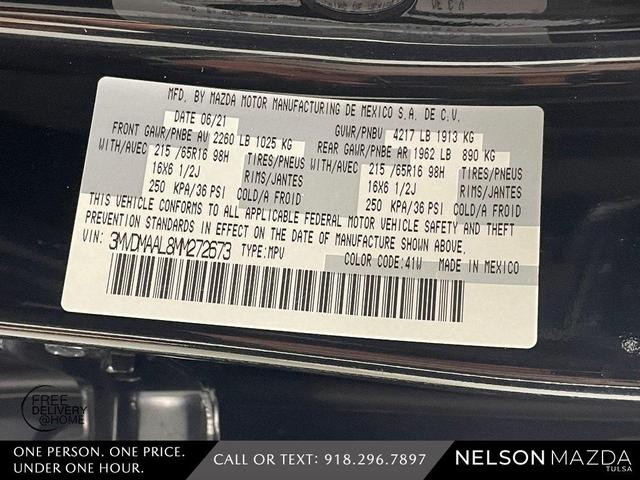 MFD. BY MAZDA MOTOR MANUFACTURING DE MEXICO S.A. DE C.V.
DATE 06/21 GVWR/PNBV 4217 LB 1913 KG
FRONT GAWR/PNBE AV 2260 LB 1025 KG REAR GAWR/PNBE AR 1962 LB 890 KG
WITH/AVEC 215 /65R16 98H TIRES/PNEUS WITH/AVEC 215 /65R16 98H TIRES/PNEUS
16X6 1/2J RIMS/JANTES 16X6 1/2J RIMS/JANTES
250 KPA/36 PSI COLD/A FROID 250 KPA/36 PSI COLD/A FROID
THIS VEHICLE CONFORMS TO ALL APPLICABLE FEDERAL MOTOR VEHICLE SAFETY AND THEFT
PREVENTION STANDARDS IN EFFECT ON THE DATE OF MANUFACTURE SHOWN ABOVE.
VIN: 3MVDMAAL8MM272673 TYPE:MPV
COLOR CODE:41W MADE IN MEXICO
FREE
DELIVERY
@HOME
ONE PERSON. ONE PRICE.
UNDER ONE HOUR.
CALL OR TEXT: 918.296.7897
NELSON MAZDA
TULSA